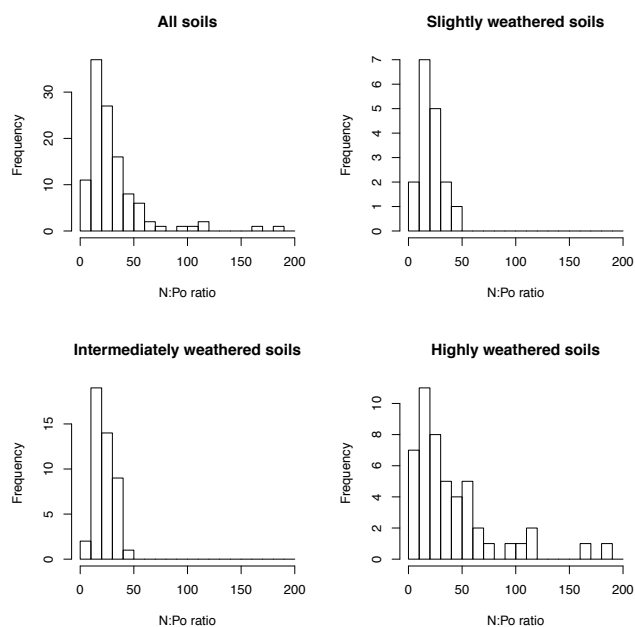 All soils
Frequency
0 10 20 30
0 50 100 150 200
N:Po ratio
Slightly weathered soils
Frequency
0 1 2 3 4 5 6 7
0 50 100 150 200
N:Po ratio
Intermediately weathered soils
Frequency
0 5 10 15
0 50 100 150 200
N:Po ratio
Highly weathered soils
Frequency
0 2 4 6 8 10
0 50 100 150 200
N:Po ratio